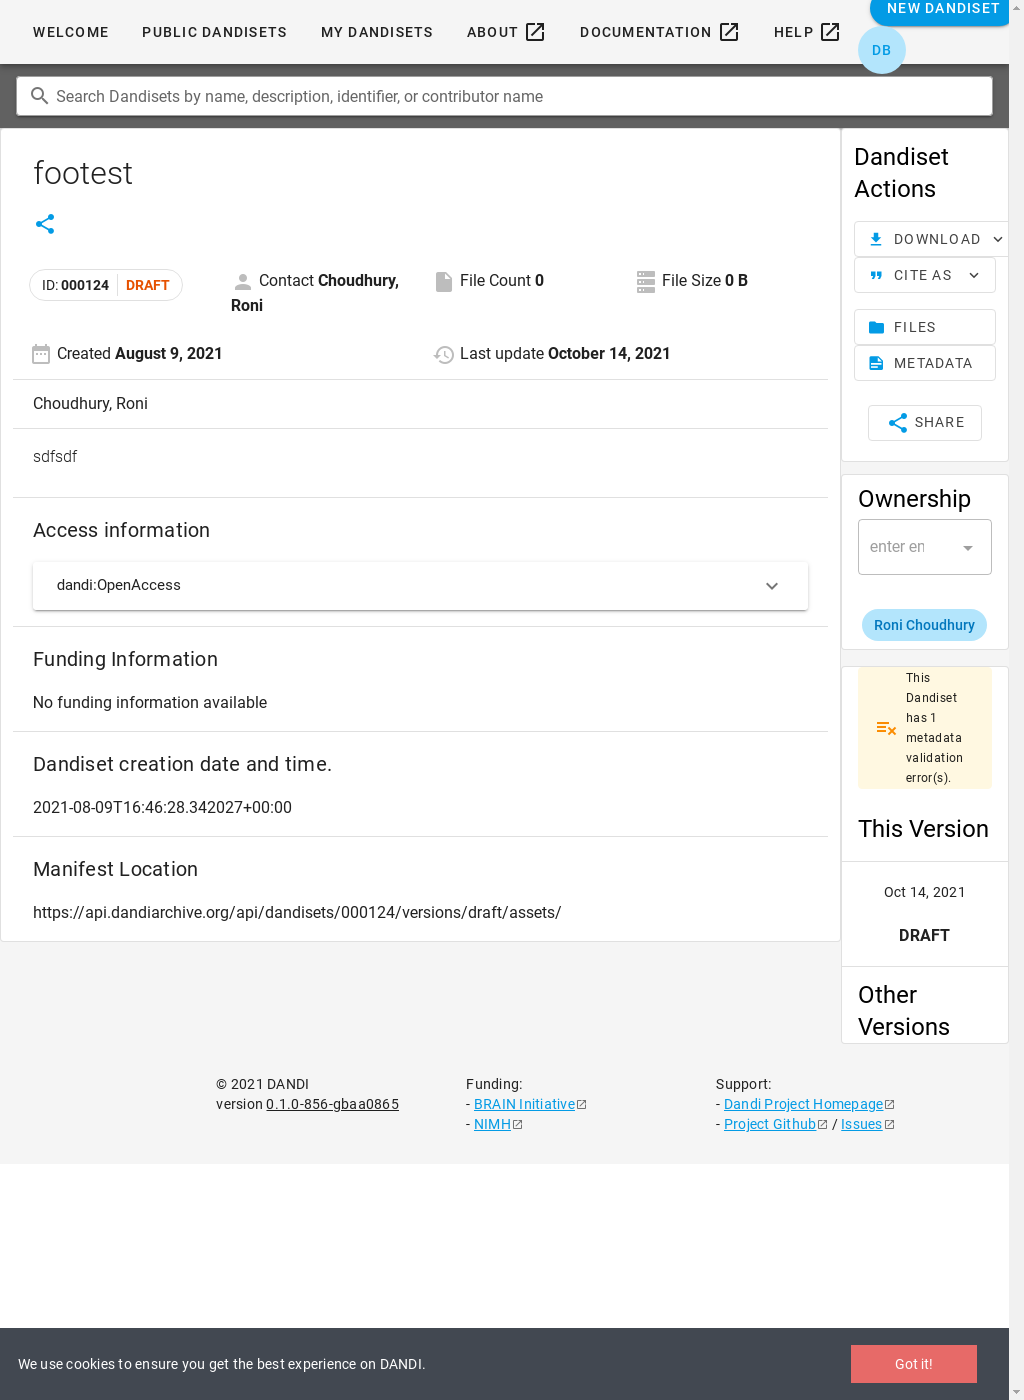 WELCOME PUBLIC DANDISETS MY DANDISETS ABOUT DOCUMENTATION HELP
NEW DANDISET
DB
Search Dandisets by name, description, identifier, or contributor name
footest
ID: 000124 DRAFT
Contact Choudhury,
Roni
File Count 0
File Size 0 B
Created August 9, 2021
Last update October 14, 2021
Choudhury, Roni
sdfsdf
Access information
dandi:OpenAccess
Funding Information
No funding information available
Dandiset creation date and time.
2021-08-09T16:46:28.342027+00:00
Manifest Location
https://api.dandiarchive.org/api/dandisets/000124/versions/draft/assets/
Dandiset
Actions
DOWNLOAD
CITE AS
FILES
METADATA
SHARE
Ownership
enter en
Roni Choudhury
This
Dandiset
has 1
metadata
validation
error(s).
This Version
Oct 14, 2021
DRAFT
Other
Versions
© 2021 DANDI
version 0.1.0-856-gbaa0865
Funding:
- BRAIN Initiative
- NIMH
Support:
- Dandi Project Homepage
- Project Github / Issues
We use cookies to ensure you get the best experience on DANDI.
Got it!